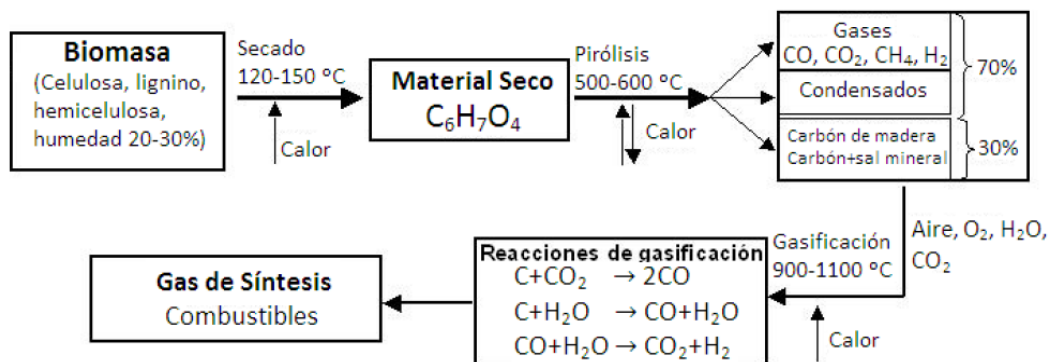 Biomasa
(Celulosa, lignino,
hemicelulosa,
humedad 20-30%)
Secado
120-150 °C
Calor
Material Seco
C₆H₇O₄
Pirólisis
500-600 °C
Calor
Gases
CO, CO₂, CH₄, H₂
Condensados
70%
Carbón de madera
Carbón+sal mineral
30%
Aire, O₂, H₂O,
CO₂
Gasificación
900-1100 °C
Calor
Reacciones de gasificación
C+CO₂ → 2CO
C+H₂O → CO+H₂O
CO+H₂O → CO₂+H₂
Gas de Síntesis
Combustibles